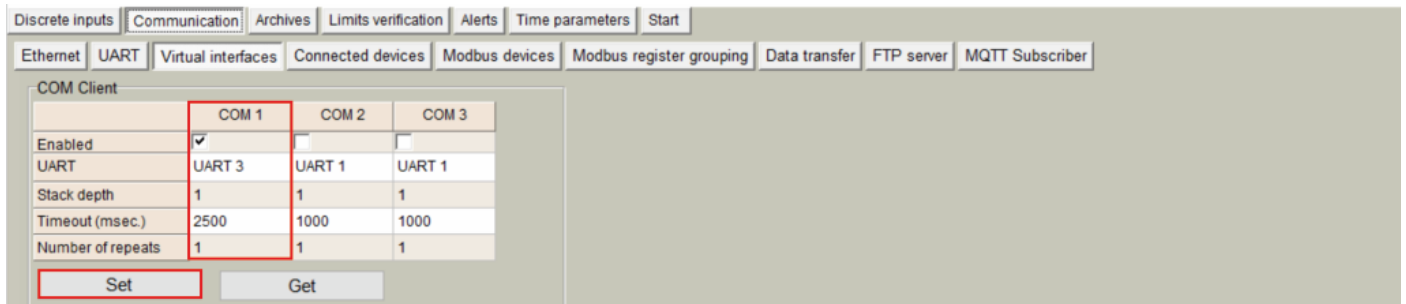 Discrete inputs Communication Archives Limits verification Alerts Time parameters Start
Ethernet UART Virtual interfaces Connected devices Modbus devices Modbus register grouping Data transfer FTP server MQTT Subscriber
COM Client
COM 1 COM 2 COM 3
Enabled
UART UART 3 UART 1 UART 1
Stack depth 1 1 1
Timeout (msec.) 2500 1000 1000
Number of repeats 1 1 1
Set Get